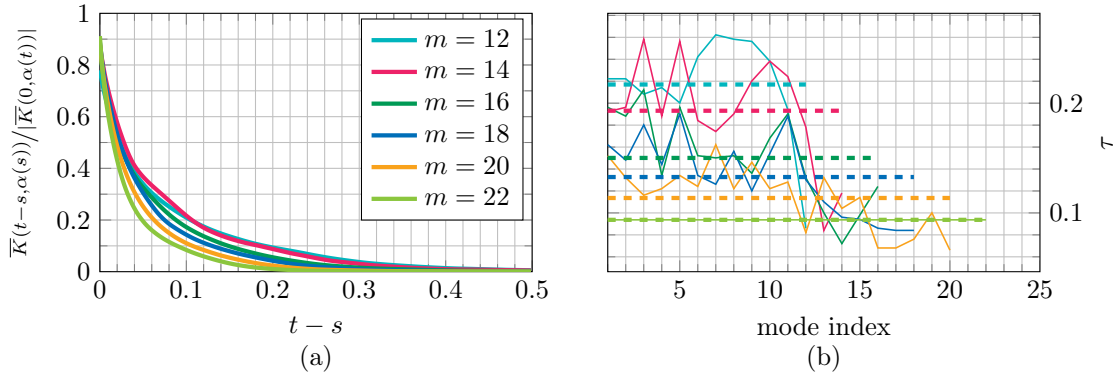 K̅(t−s,α(s))/|K̅(0,α(t))|
1
0.8
0.6
0.4
0.2
0
0 0.1 0.2 0.3 0.4 0.5
t − s
(a)
m = 12
m = 14
m = 16
m = 18
m = 20
m = 22
0.2
0.1
τ
5 10 15 20 25
mode index
(b)